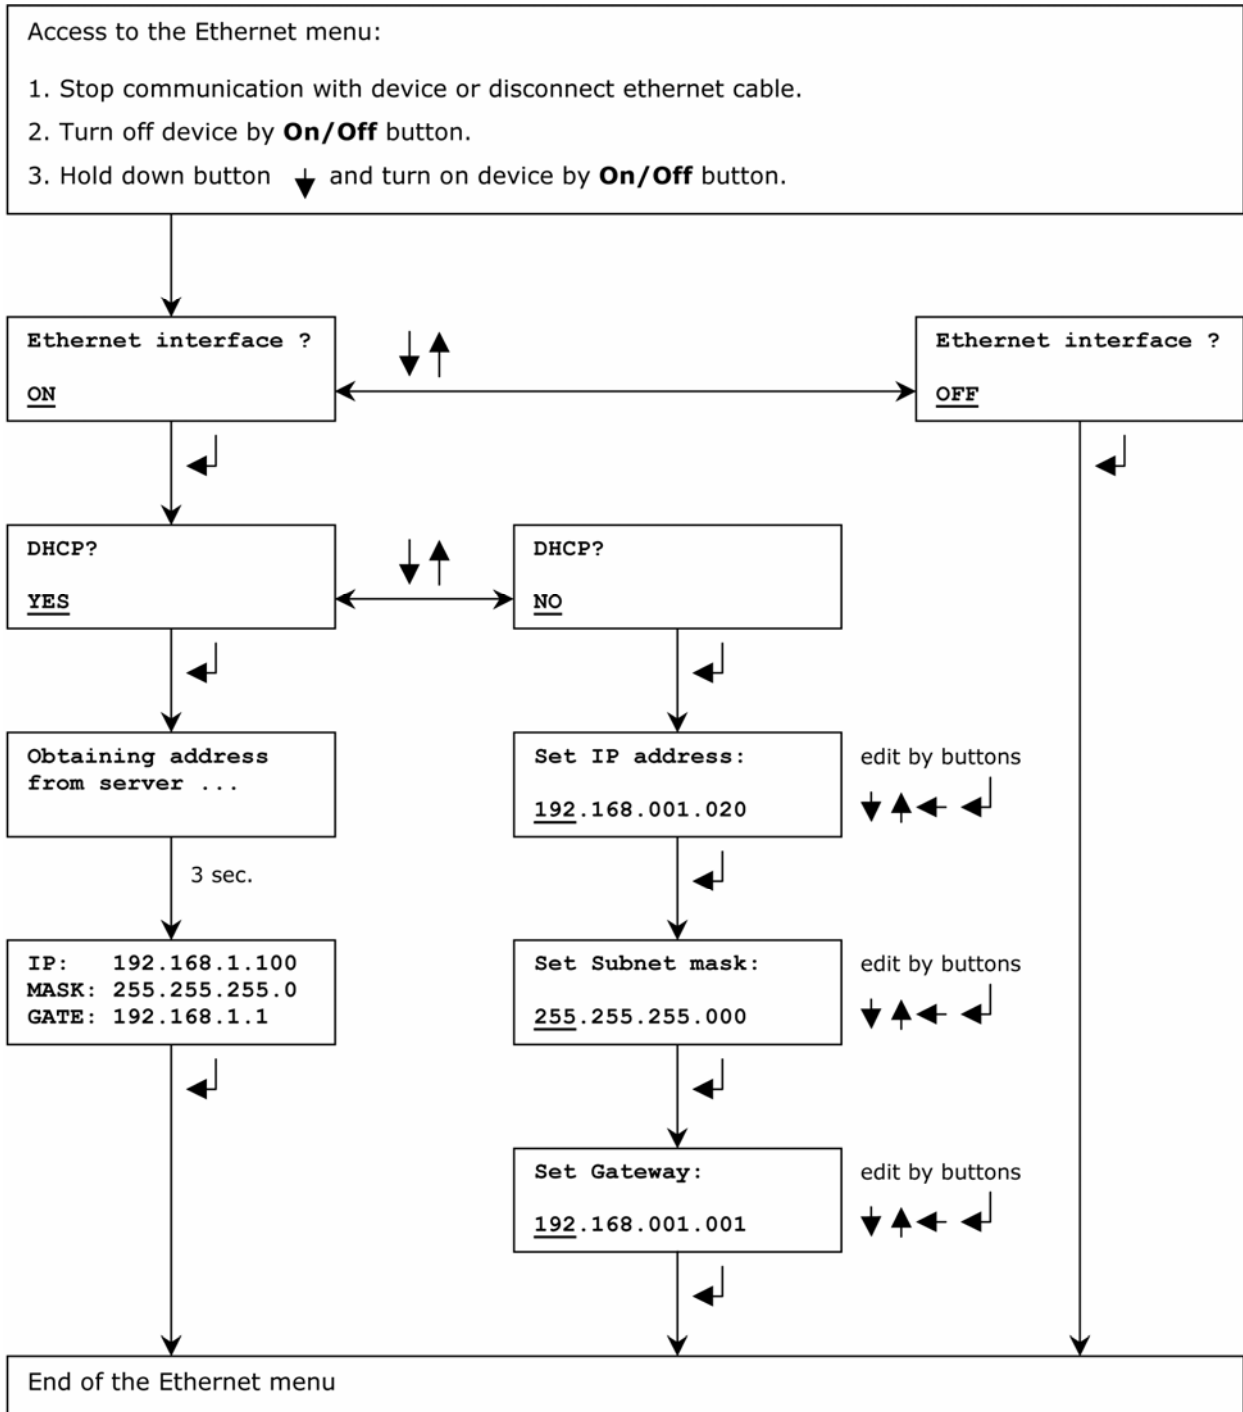 Access to the Ethernet menu:
1. Stop communication with device or disconnect ethernet cable.
2. Turn off device by On/Off button.
3. Hold down button ↓ and turn on device by On/Off button.
Ethernet interface ?
ON
Ethernet interface ?
OFF
DHCP?
YES
DHCP?
NO
Obtaining address
from server ...
3 sec.
IP: 192.168.1.100
MASK: 255.255.255.0
GATE: 192.168.1.1
Set IP address:
192.168.001.020
edit by buttons
Set Subnet mask:
255.255.255.000
edit by buttons
Set Gateway:
192.168.001.001
edit by buttons
End of the Ethernet menu